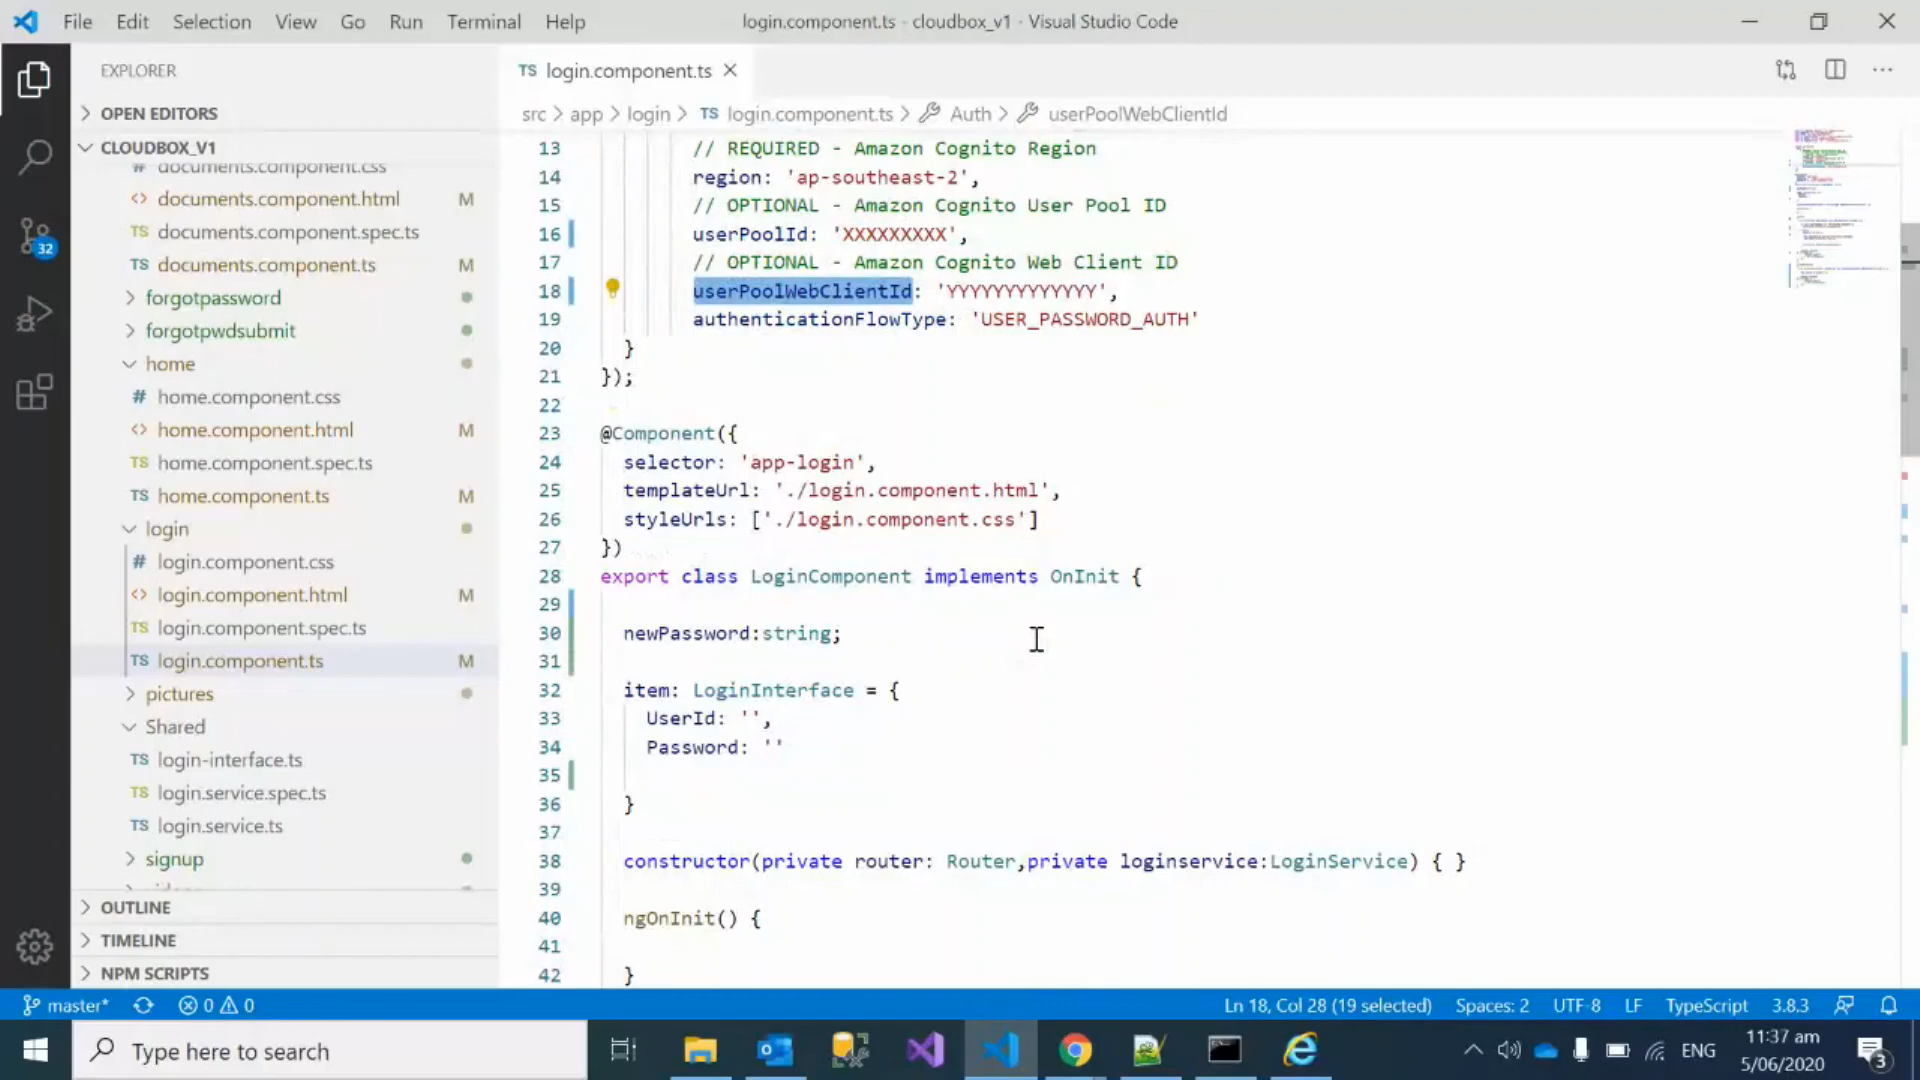 File Edit Selection View Go Run Terminal Help
login.component.ts - cloudbox_v1 - Visual Studio Code
EXPLORER
OPEN EDITORS
CLOUDBOX_V1
# documents.component.css
<> documents.component.html M
TS documents.component.spec.ts
TS documents.component.ts M
forgotpassword
forgotpwdsubmit
home
# home.component.css
<> home.component.html M
TS home.component.spec.ts
TS home.component.ts M
login
# login.component.css
<> login.component.html M
TS login.component.spec.ts
TS login.component.ts M
pictures
Shared
TS login-interface.ts
TS login.service.spec.ts
TS login.service.ts
signup
OUTLINE
TIMELINE
NPM SCRIPTS
32
TS login.component.ts
src > app > login > TS login.component.ts > Auth > userPoolWebClientId
13 // REQUIRED - Amazon Cognito Region
14 region: 'ap-southeast-2',
15 // OPTIONAL - Amazon Cognito User Pool ID
16 userPoolId: 'XXXXXXXXX',
17 // OPTIONAL - Amazon Cognito Web Client ID
18 userPoolWebClientId: 'YYYYYYYYYYYYY',
19 authenticationFlowType: 'USER_PASSWORD_AUTH'
20 }
21 });
22
23 @Component({
24 selector: 'app-login',
25 templateUrl: './login.component.html',
26 styleUrls: ['./login.component.css']
27 })
28 export class LoginComponent implements OnInit {
29
30 newPassword:string;
31
32 item: LoginInterface = {
33 UserId: '',
34 Password: ''
35
36 }
37
38 constructor(private router: Router,private loginservice:LoginService) { }
39
40 ngOnInit() {
41
42 }
master* 0 0
Ln 18, Col 28 (19 selected) Spaces: 2 UTF-8 LF TypeScript 3.8.3
Type here to search
ENG
11:37 am
5/06/2020
3